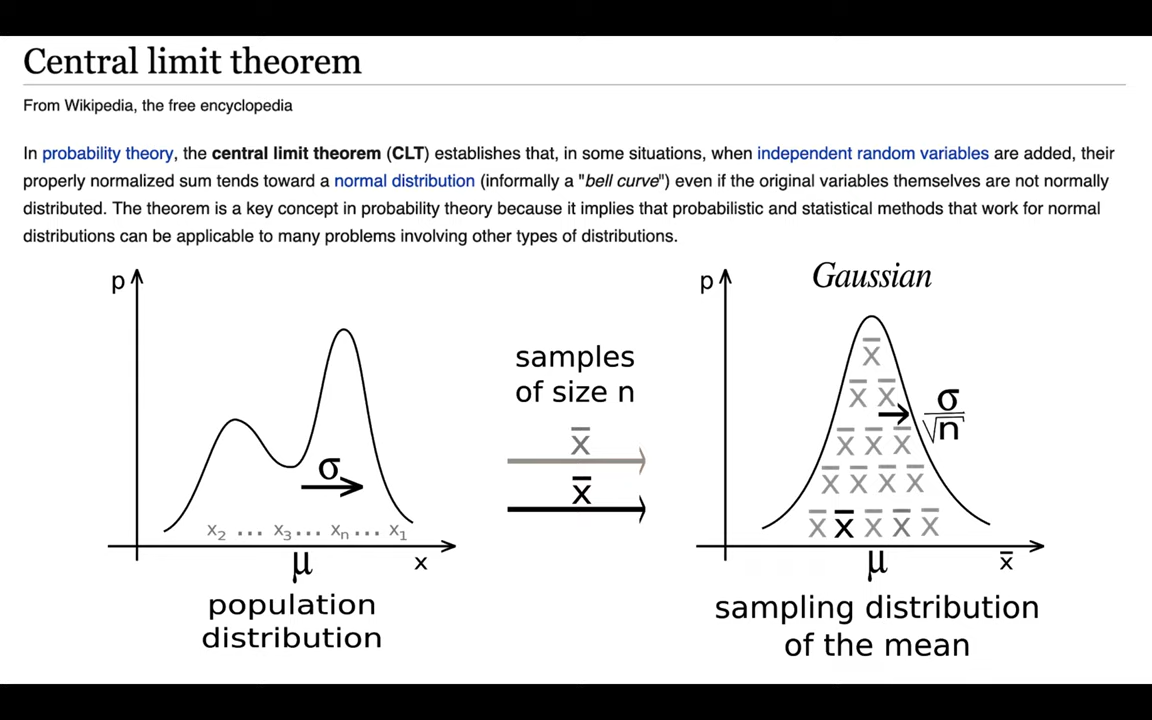 Central limit theorem
From Wikipedia, the free encyclopedia
In probability theory, the central limit theorem (CLT) establishes that, in some situations, when independent random variables are added, their
properly normalized sum tends toward a normal distribution (informally a "bell curve") even if the original variables themselves are not normally
distributed. The theorem is a key concept in probability theory because it implies that probabilistic and statistical methods that work for normal
distributions can be applicable to many problems involving other types of distributions.
p
σ
x₂ ... x₃... xₙ... x₁
μ
x
population
distribution
samples
of size n
x̄
x̄
p
Gaussian
x̄
x̄ x̄
σ/√n
x̄ x̄ x̄
x̄ x̄ x̄ x̄
x̄ x̄ x̄ x̄ x̄
μ
x̄
sampling distribution
of the mean